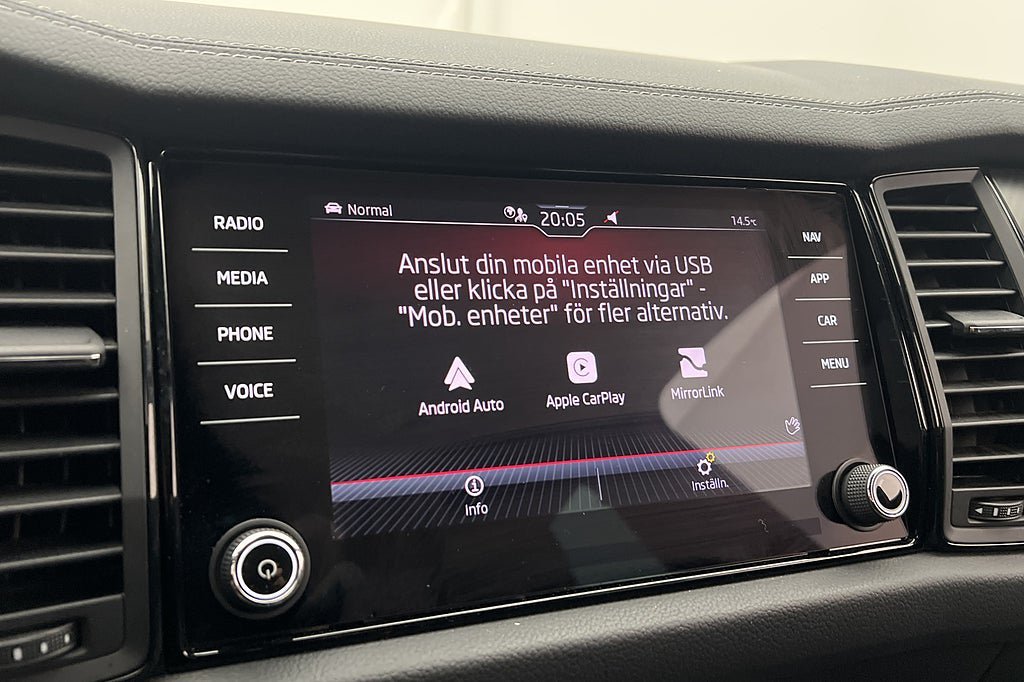 RADIO
MEDIA
PHONE
VOICE
Normal
20:05
14.5°C
Anslut din mobila enhet via USB
eller klicka på "Inställningar" -
"Mob. enheter" för fler alternativ.
Android Auto
Apple CarPlay
MirrorLink
Info
Inställn.
NAV
APP
CAR
MENU